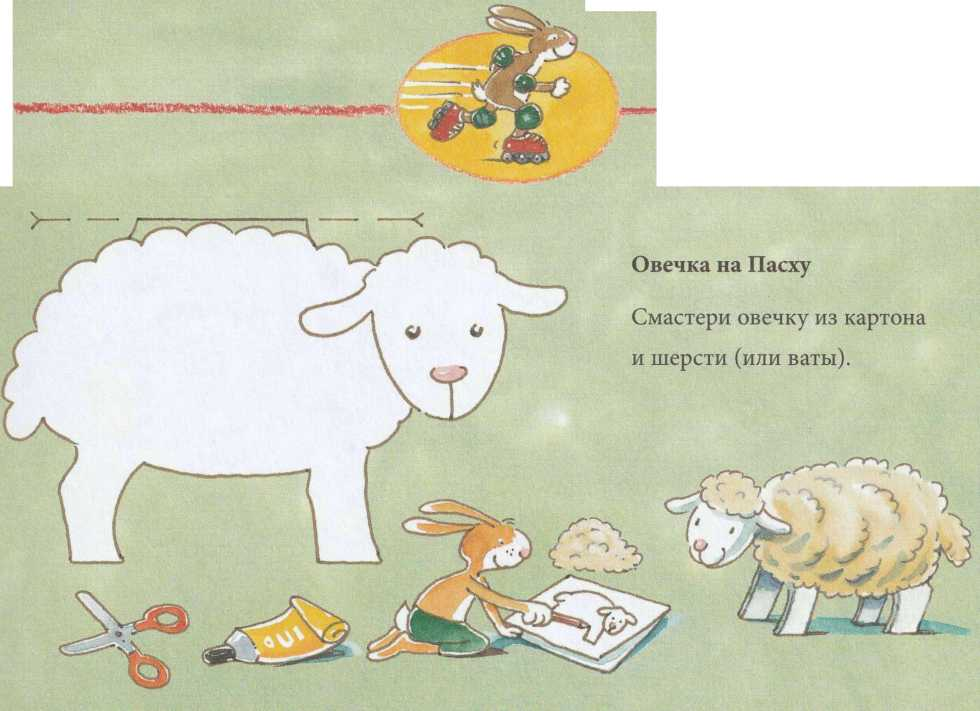 Овечка на Пасху
Смастери овечку из картона
и шерсти (или ваты).